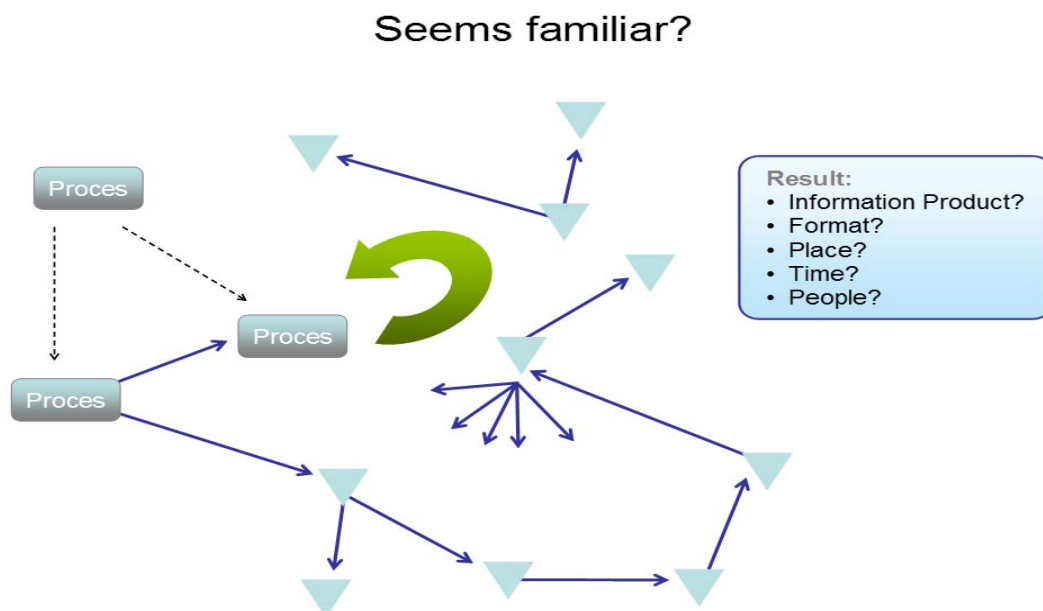 Seems familiar?
Proces
Proces
Proces
Result:
• Information Product?
• Format?
• Place?
• Time?
• People?